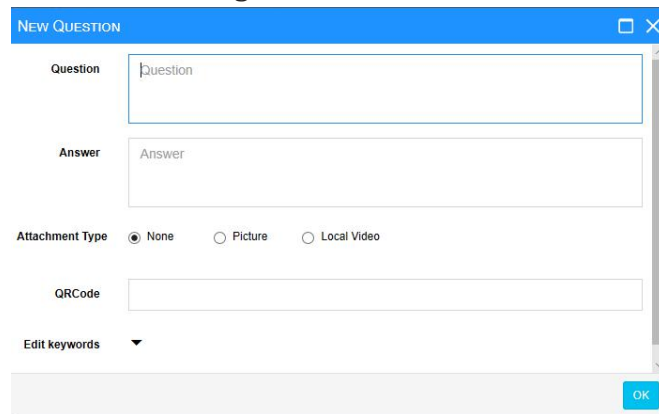 NEW QUESTION
Question
Question
Answer
Answer
Attachment Type
None
Picture
Local Video
QRCode
Edit keywords
OK